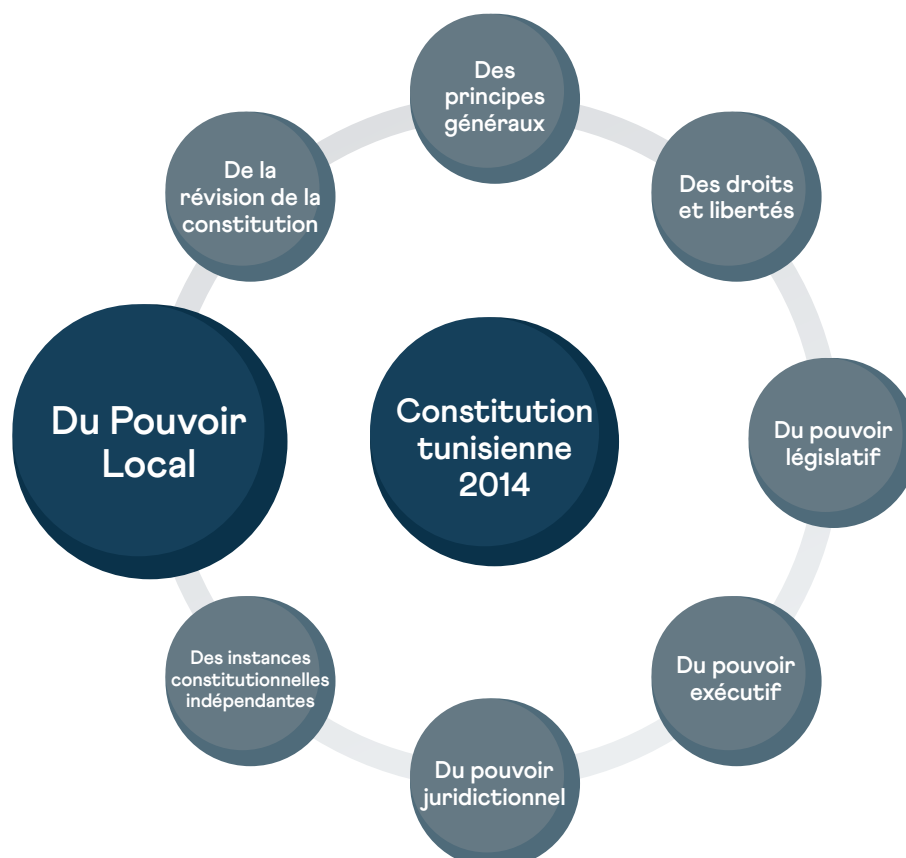 Des
principes
généraux
De la
révision de la
constitution
Des droits
et libertés
Du Pouvoir
Local
Constitution
tunisienne
2014
Du pouvoir
législatif
Des instances
constitutionnelles
indépendantes
Du pouvoir
exécutif
Du pouvoir
juridictionnel